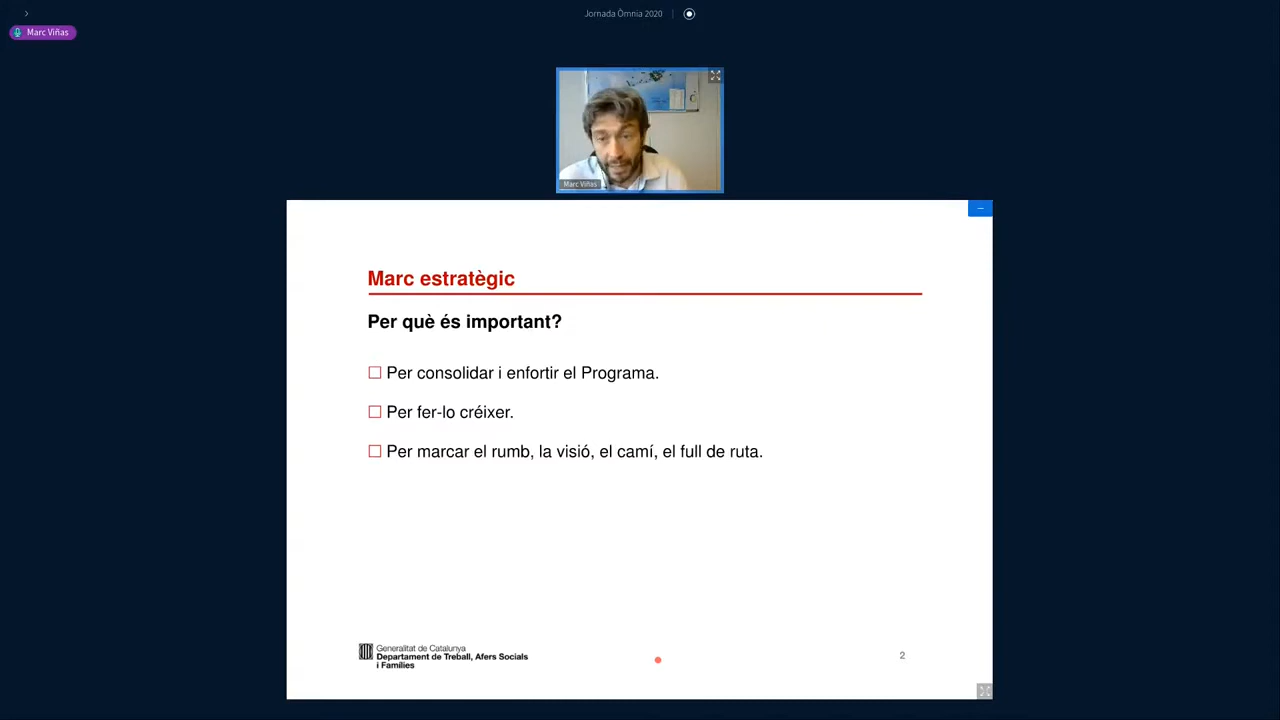 Jornada Òmnia 2020
Marc Viñas
Marc Viñas
Marc estratègic
Per què és important?
Per consolidar i enfortir el Programa.
Per fer-lo créixer.
Per marcar el rumb, la visió, el camí, el full de ruta.
Generalitat de Catalunya
Departament de Treball, Afers Socials
i Famílies
2